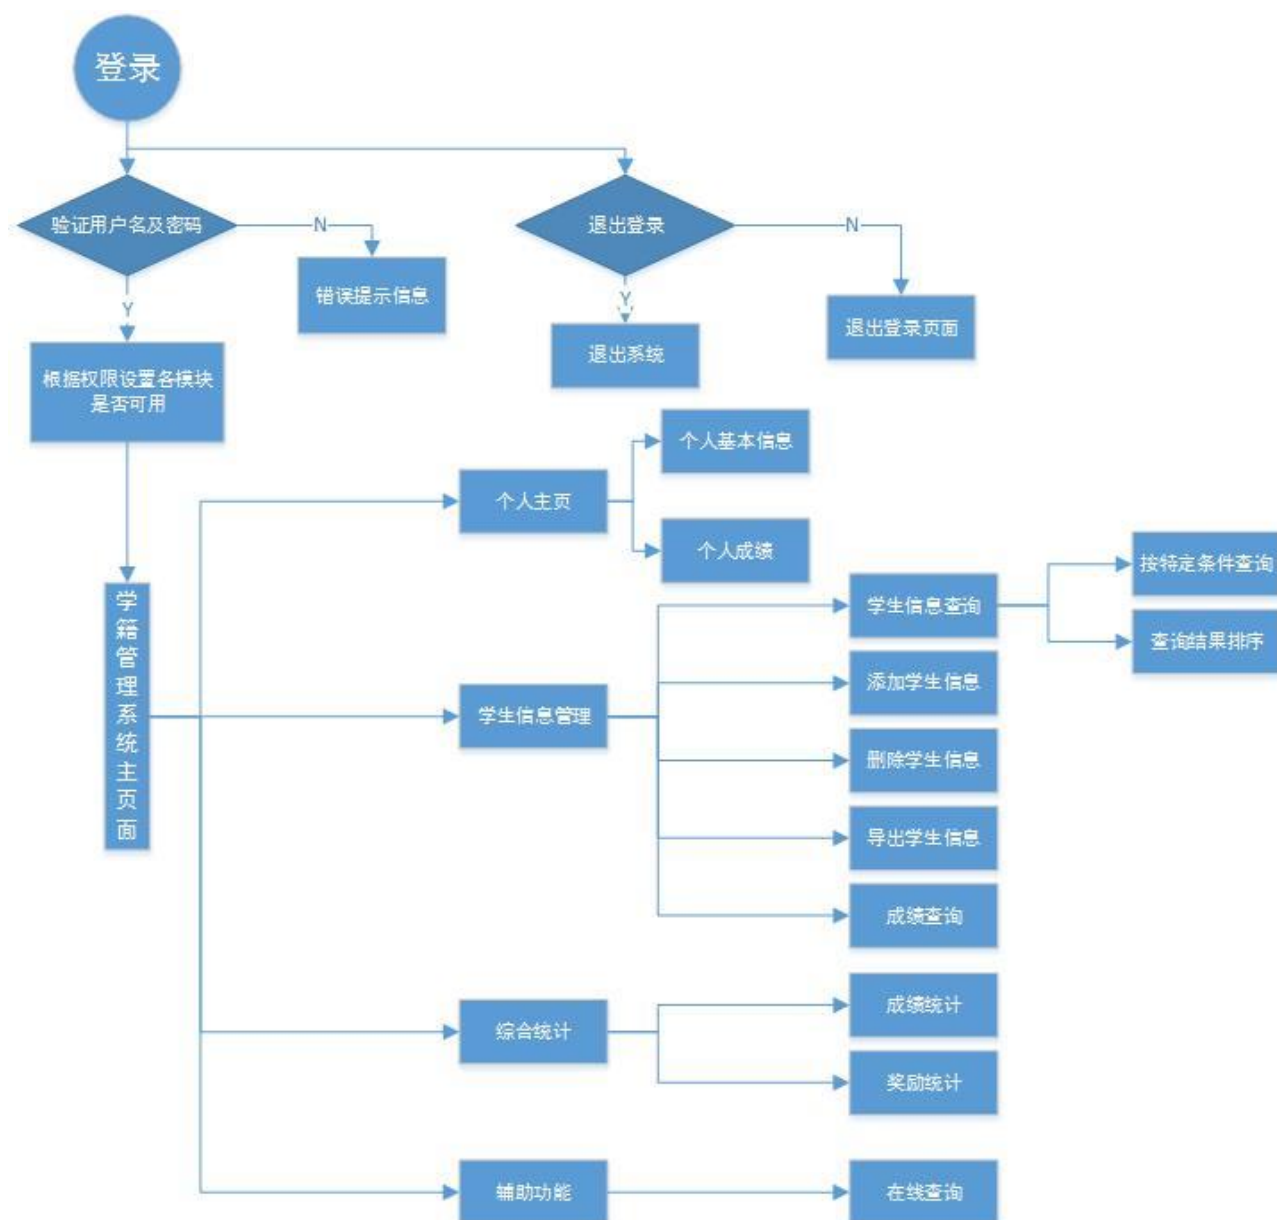 登录
验证用户名及密码
N
退出登录
N
错误提示信息
退出登录页面
Y
Y
退出系统
根据权限设置各模块
是否可用
个人基本信息
个人主页
个人成绩
按特定条件查询
学生信息查询
查询结果排序
学籍管理系统主页面
添加学生信息
学生信息管理
删除学生信息
导出学生信息
成绩查询
成绩统计
综合统计
奖励统计
辅助功能
在线查询